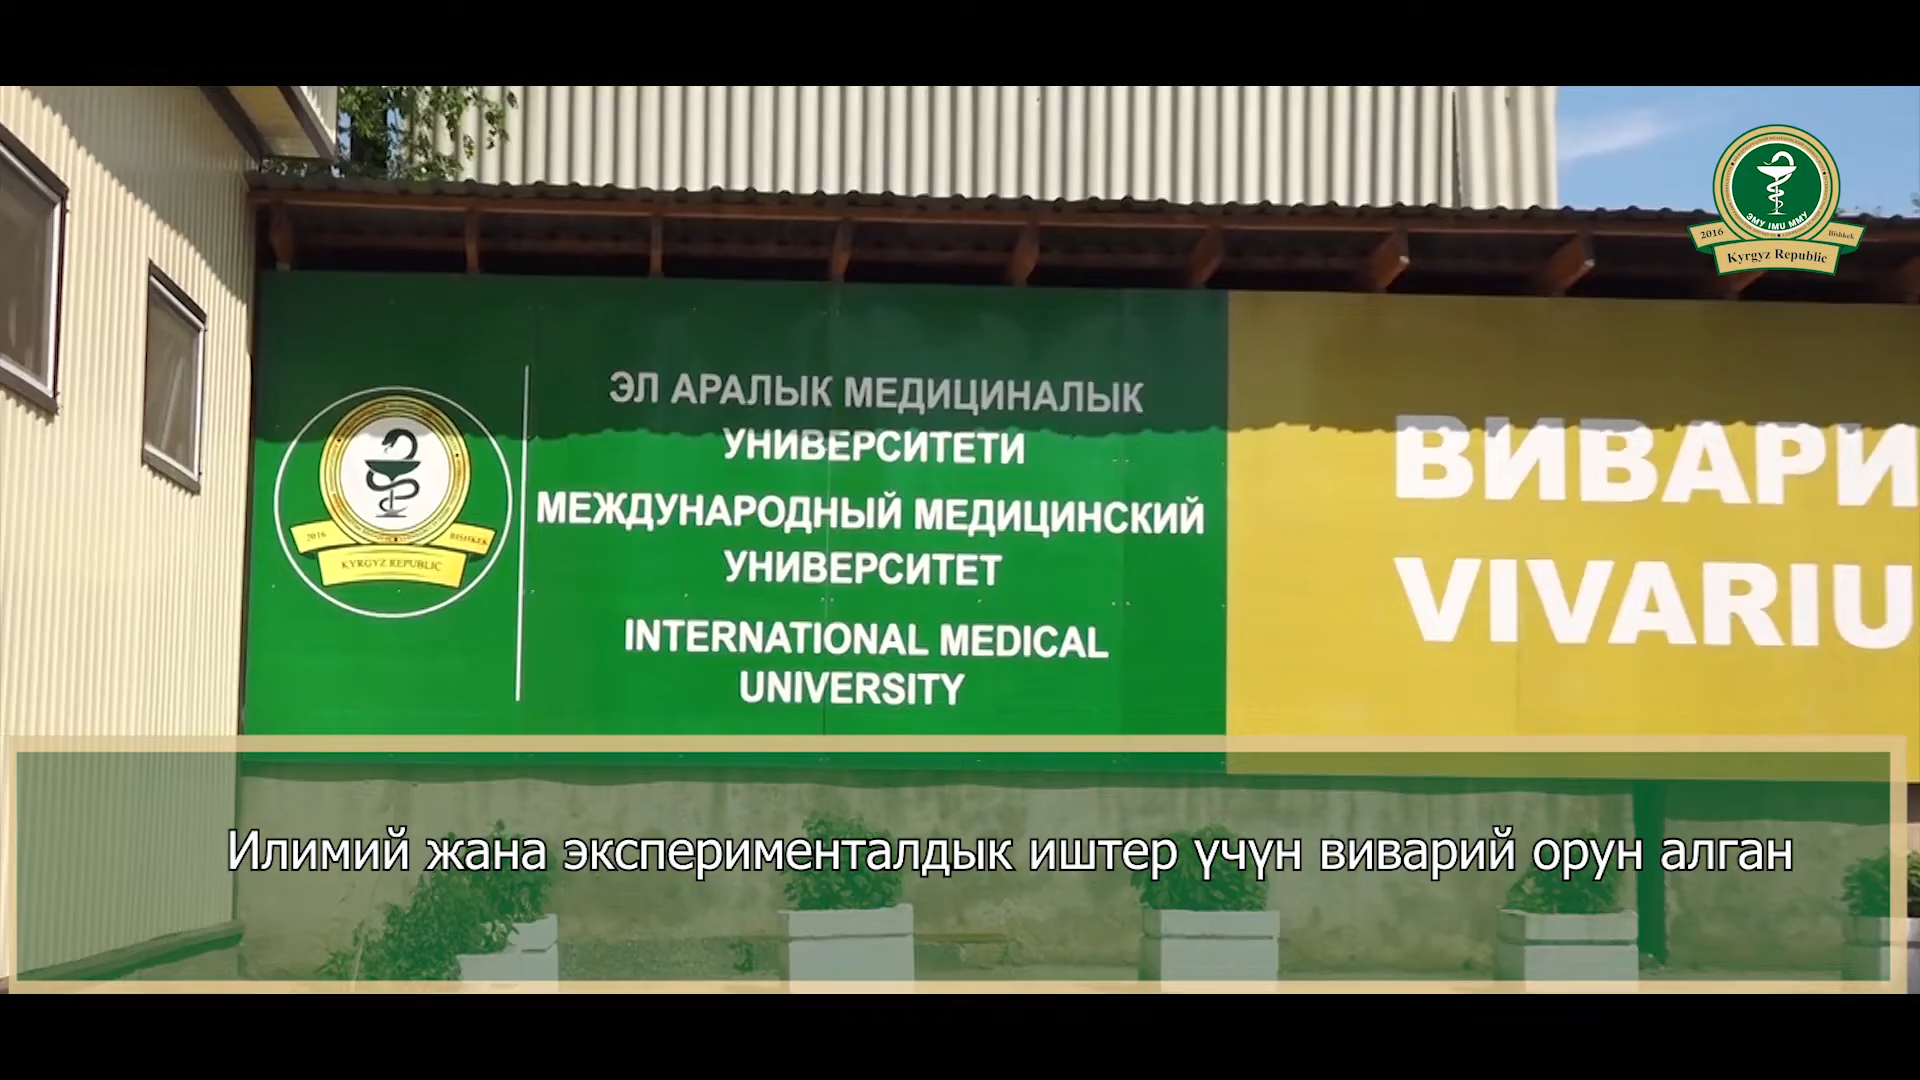 ЭМУ IMU ММУ
2016
Bishkek
Kyrgyz Republic
ЭЛ АРАЛЫК МЕДИЦИНАЛЫК
УНИВЕРСИТЕТИ
МЕЖДУНАРОДНЫЙ МЕДИЦИНСКИЙ
УНИВЕРСИТЕТ
INTERNATIONAL MEDICAL
UNIVERSITY
2016
BISHKEK
KYRGYZ REPUBLIC
ВИВАРИ
VIVARIU
Илимий жана эксперименталдык иштер үчүн виварий орун алган